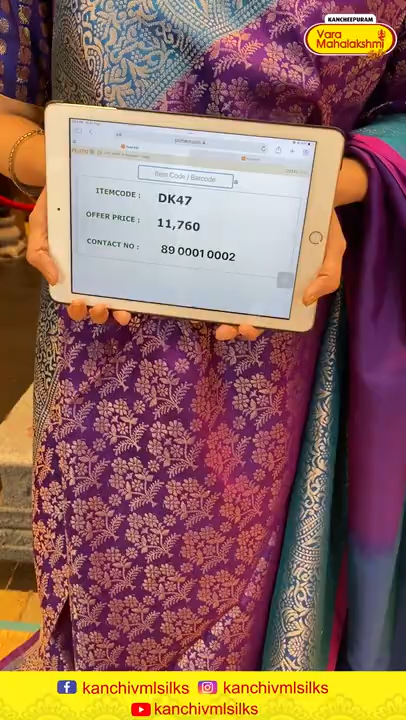 KANCHEEPURAM
Vara
Mahalakshmi
Item Code / Barcode
ITEMCODE : DK47
OFFER PRICE : 11,760
CONTACT NO : 89 0001 0002
kanchivmlsilks kanchivmlsilks
kanchivmlsilks